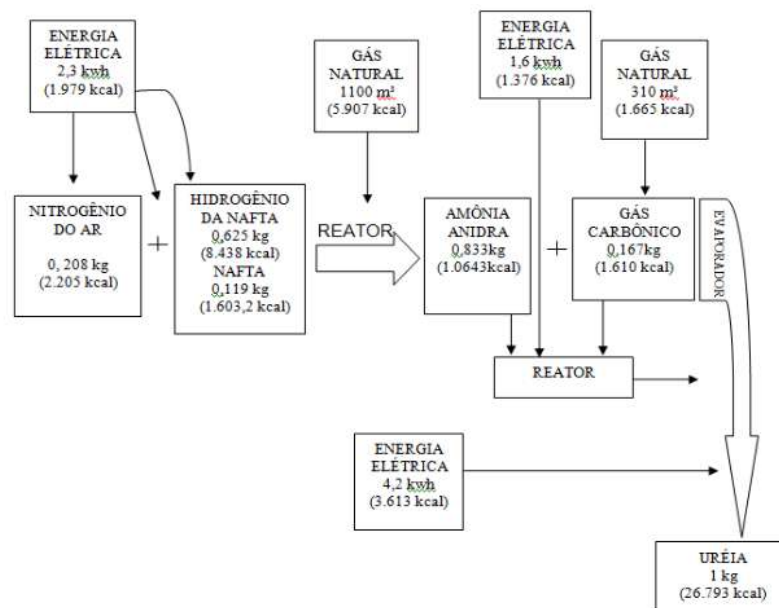 ENERGIA
ELÉTRICA
2,3 kwh
(1.979 kcal)
GÁS
NATURAL
1100 m³
(5.907 kcal)
ENERGIA
ELÉTRICA
1,6 kwh
(1.376 kcal)
GÁS
NATURAL
310 m³
(1.665 kcal)
NITROGÊNIO
DO AR
0, 208 kg
(2.205 kcal)
+
HIDROGÊNIO
DA NAFTA
0,625 kg
(8.438 kcal)
NAFTA
0,119 kg
(1.603,2 kcal)
REATOR
AMÔNIA
ANIDRA
0,833kg
(1.0643kcal)
+
GÁS
CARBÔNICO
0,167kg
(1.610 kcal)
EVAPORADOR
REATOR
ENERGIA
ELÉTRICA
4,2 kwh
(3.613 kcal)
URÉIA
1 kg
(26.793 kcal)